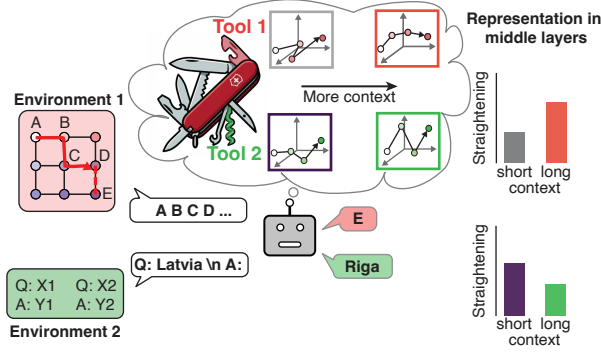 Tool 1
Representation in
middle layers
More context
Environment 1
A B
C D
E
Tool 2
Straightening
short long
context
A B C D ...
E
Q: Latvia \n A:
Riga
Q: X1 Q: X2
A: Y1 A: Y2
Environment 2
Straightening
short long
context